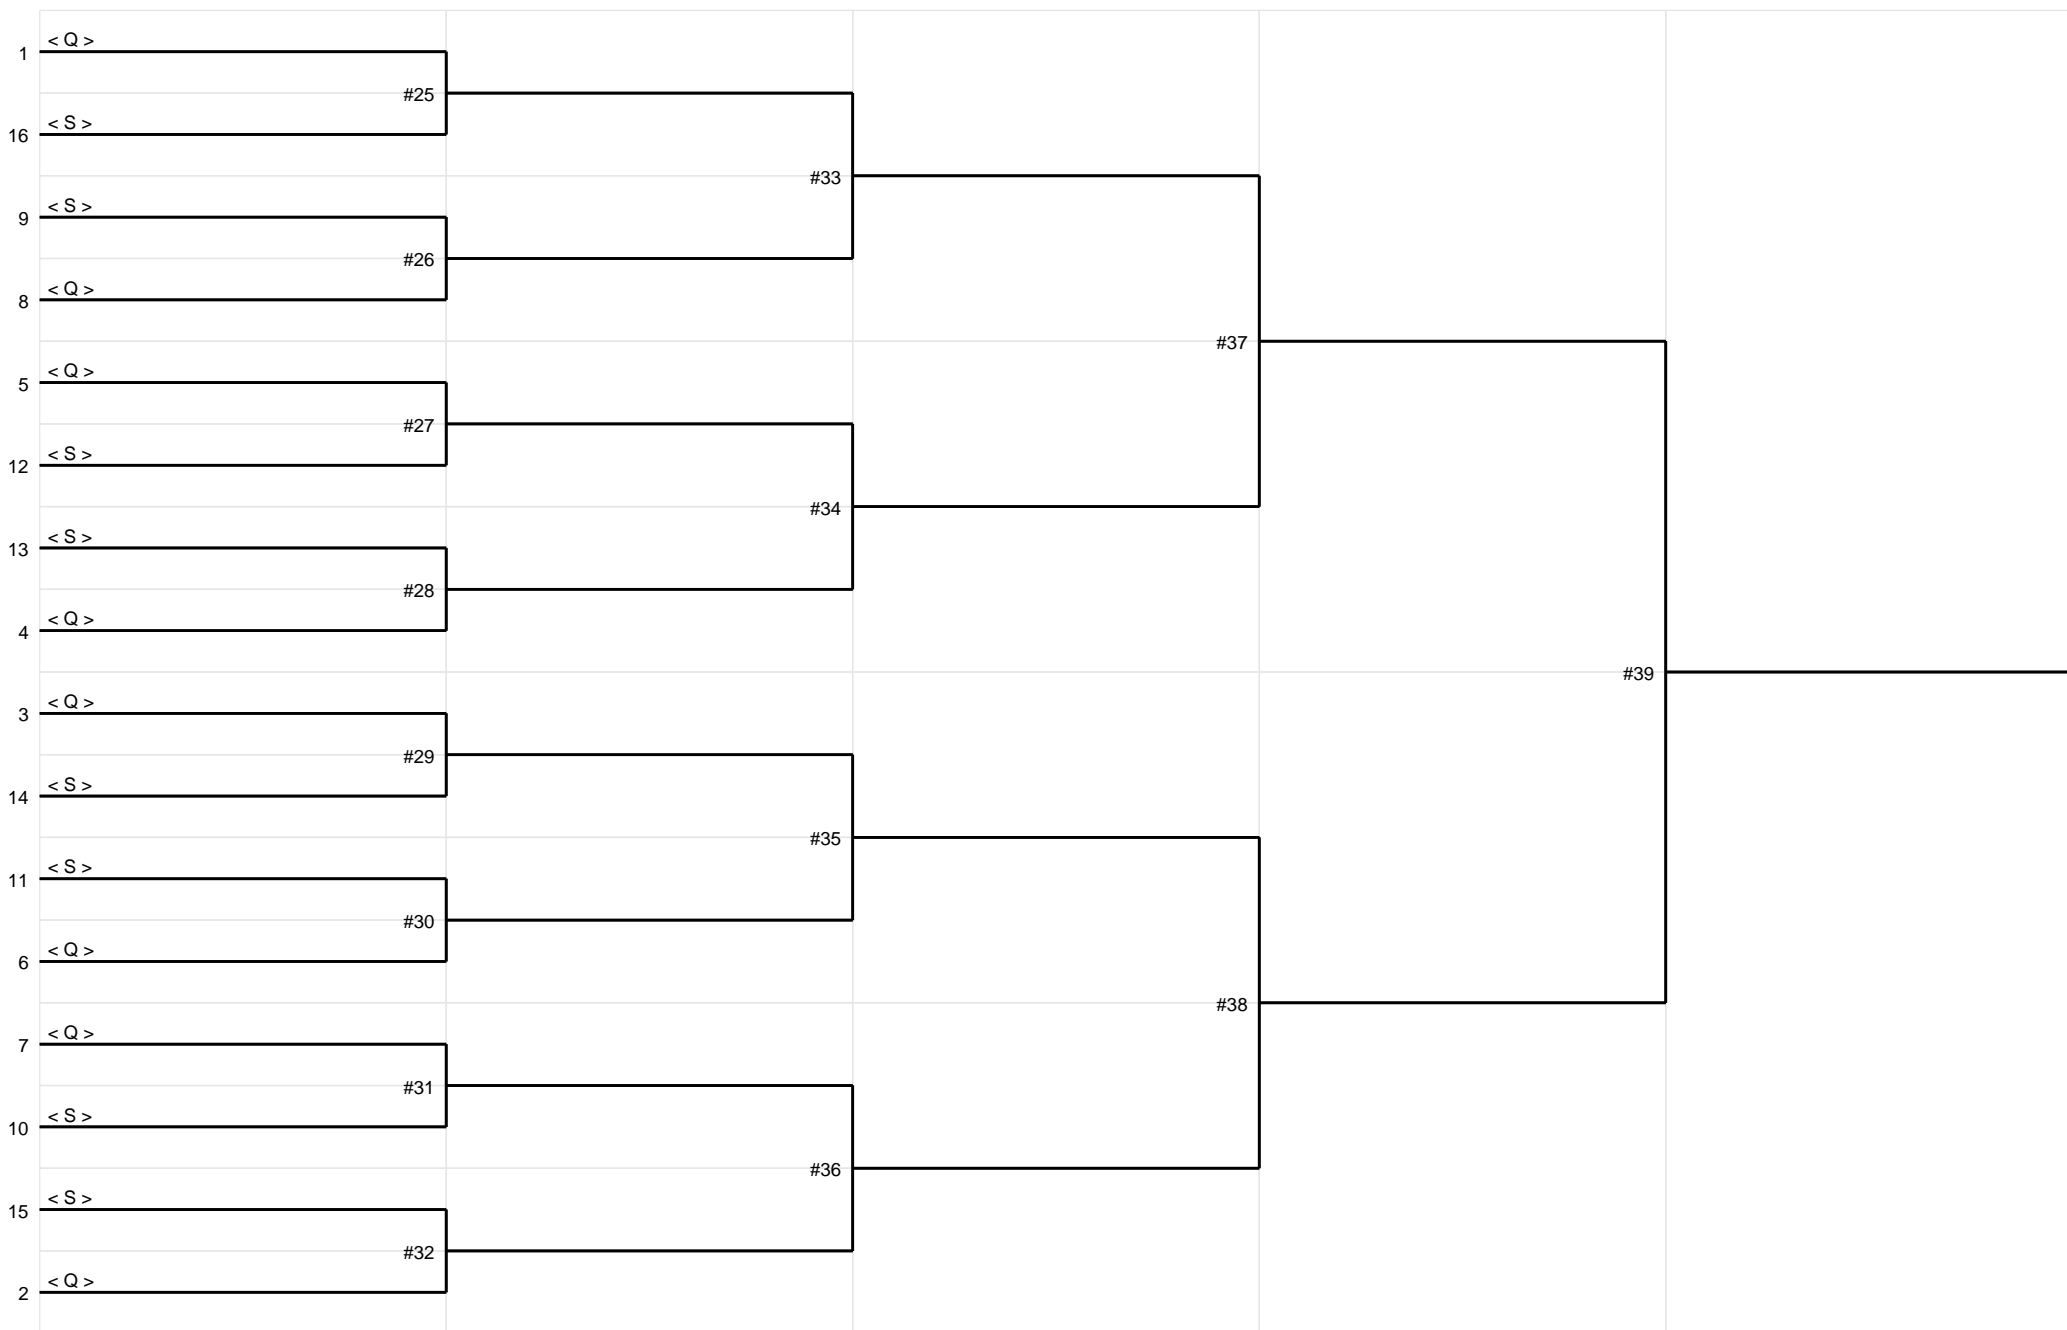 < Q >
1
#25
< S >
16
#33
< S >
9
#26
< Q >
8
#37
< Q >
5
#27
< S >
12
#34
< S >
13
#28
< Q >
4
#39
< Q >
3
#29
< S >
14
#35
< S >
11
#30
< Q >
6
#38
< Q >
7
#31
< S >
10
#36
< S >
15
#32
< Q >
2